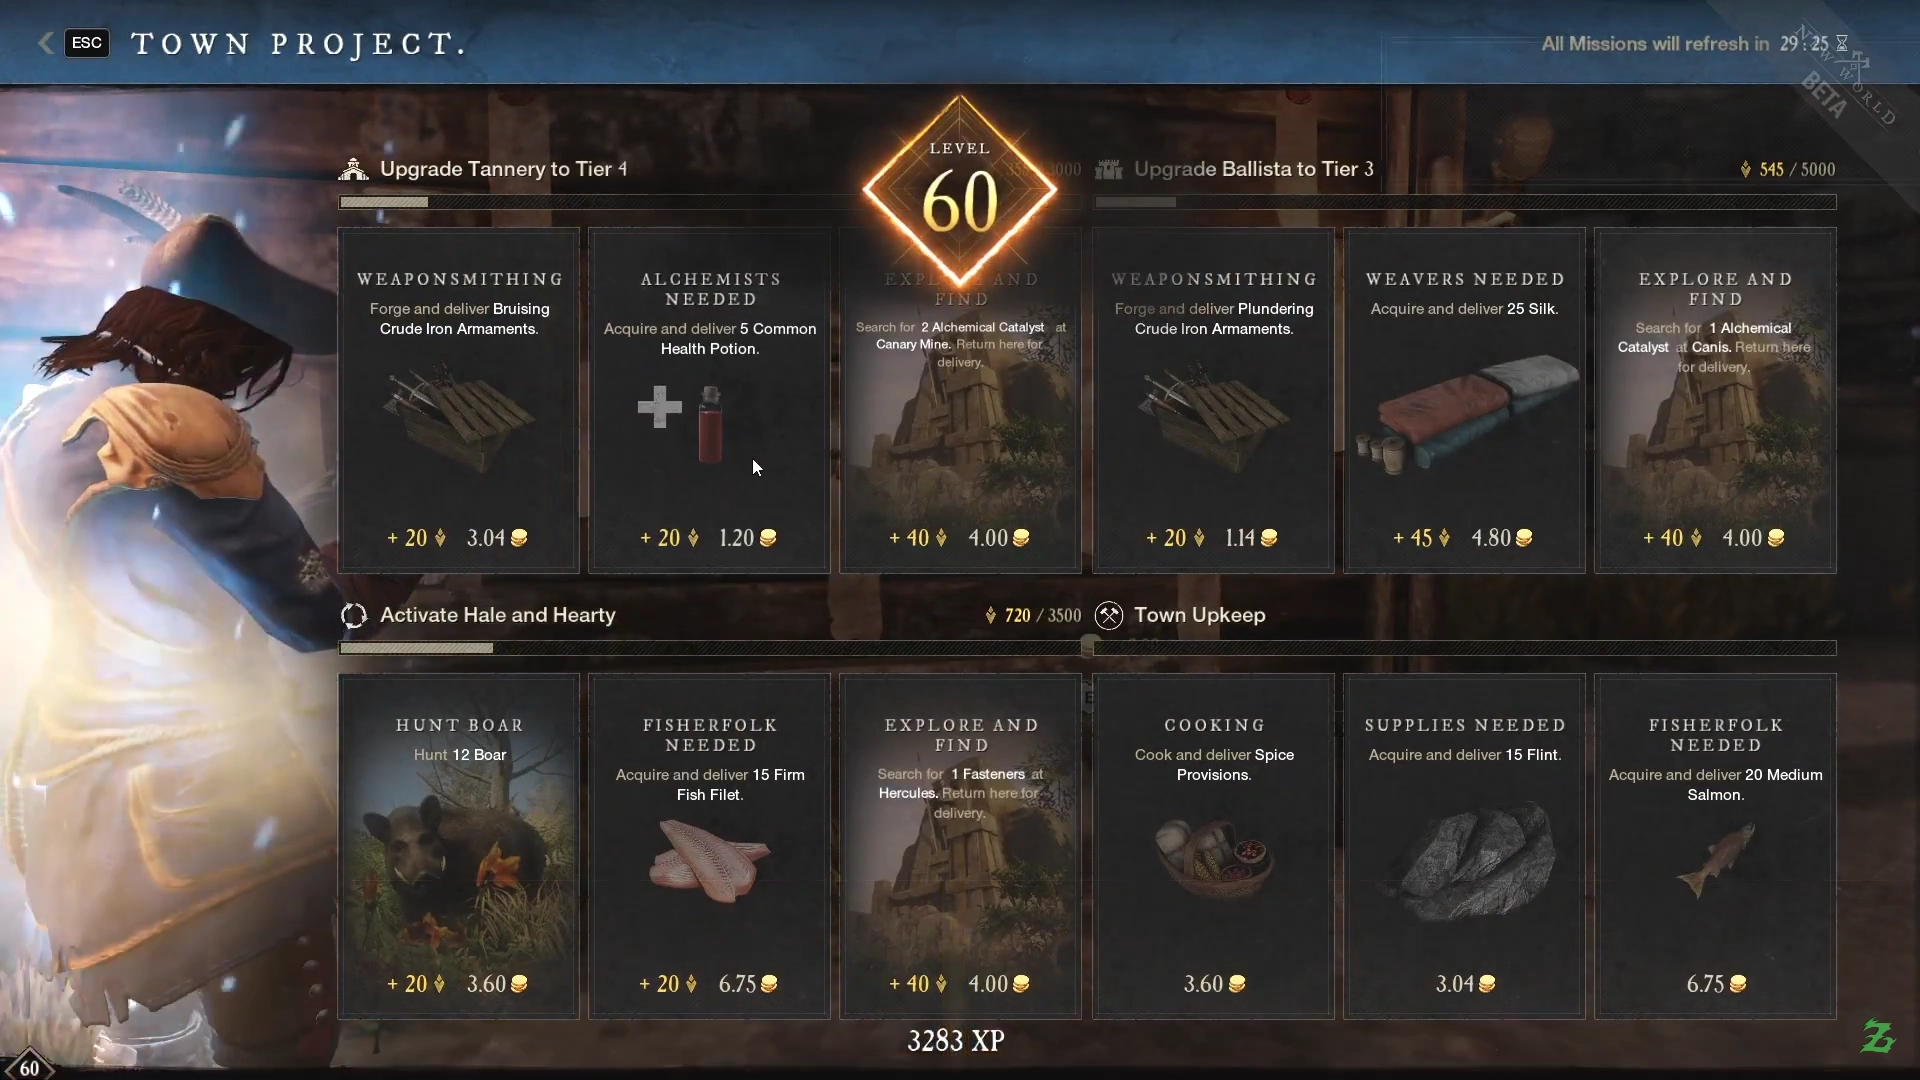 ESC TOWN PROJECT.
All Missions will refresh in 29:25
NEW WORLD
BETA
LEVEL
60
Upgrade Tannery to Tier 4
Upgrade Ballista to Tier 3
545 / 5000
WEAPONSMITHING
Forge and deliver Bruising
Crude Iron Armaments.
+ 20 3.04
ALCHEMISTS
NEEDED
Acquire and deliver 5 Common
Health Potion.
+ 20 1.20
EXPLORE AND
FIND
Search for 2 Alchemical Catalyst at
Canary Mine. Return here for
delivery.
+ 40 4.00
WEAPONSMITHING
Forge and deliver Plundering
Crude Iron Armaments.
+ 20 1.14
WEAVERS NEEDED
Acquire and deliver 25 Silk.
+ 45 4.80
EXPLORE AND
FIND
Search for 1 Alchemical
Catalyst at Canis. Return here
for delivery.
+ 40 4.00
Activate Hale and Hearty
720 / 3500
Town Upkeep
HUNT BOAR
Hunt 12 Boar
+ 20 3.60
FISHERFOLK
NEEDED
Acquire and deliver 15 Firm
Fish Filet.
+ 20 6.75
EXPLORE AND
FIND
Search for 1 Fasteners at
Hercules. Return here for
delivery.
+ 40 4.00
COOKING
Cook and deliver Spice
Provisions.
3.60
SUPPLIES NEEDED
Acquire and deliver 15 Flint.
3.04
FISHERFOLK
NEEDED
Acquire and deliver 20 Medium
Salmon.
6.75
3283 XP
60